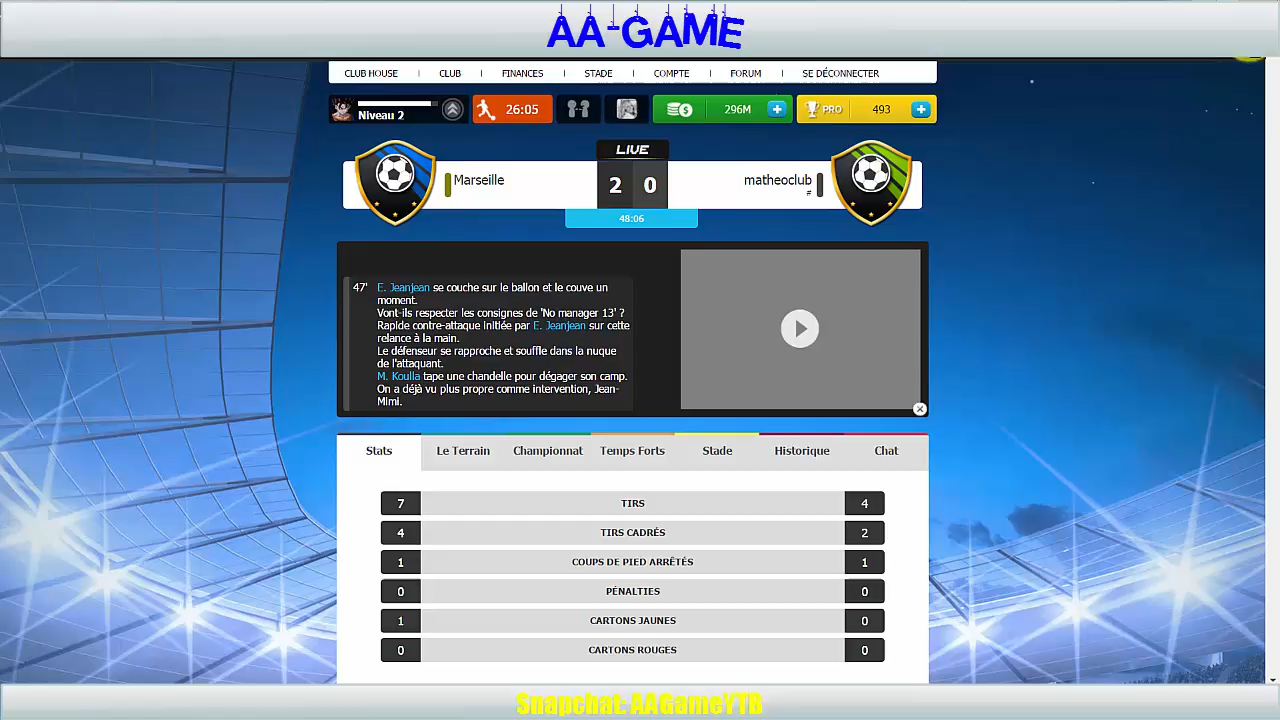 AA-GAME
CLUB HOUSE | CLUB | FINANCES | STADE | COMPTE | FORUM | SE DÉCONNECTER
Niveau 2
26:05
296M
PRO
493
LIVE
Marseille
2 0
matheoclub
#
48:06
47' E. Jeanjean se couche sur le ballon et le couve un
moment.
Vont-ils respecter les consignes de 'No manager 13' ?
Rapide contre-attaque initiée par E. Jeanjean sur cette
relance à la main.
Le défenseur se rapproche et souffle dans la nuque
de l'attaquant.
M. Koulla tape une chandelle pour dégager son camp.
On a déjà vu plus propre comme intervention, Jean-
Mimi.
Stats Le Terrain Championnat Temps Forts Stade Historique Chat
7 TIRS 4
4 TIRS CADRÉS 2
1 COUPS DE PIED ARRÊTÉS 1
0 PÉNALTIES 0
1 CARTONS JAUNES 0
0 CARTONS ROUGES 0
Snapchat: AAGameYTB